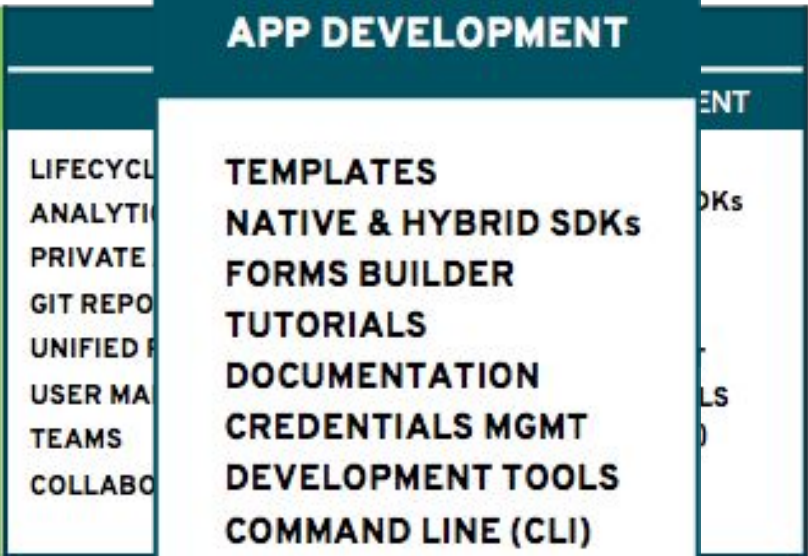 APP DEVELOPMENT
TEMPLATES
NATIVE & HYBRID SDKs
FORMS BUILDER
TUTORIALS
DOCUMENTATION
CREDENTIALS MGMT
DEVELOPMENT TOOLS
COMMAND LINE (CLI)
PRIVATE
UNIFIED
USER
TEAMS